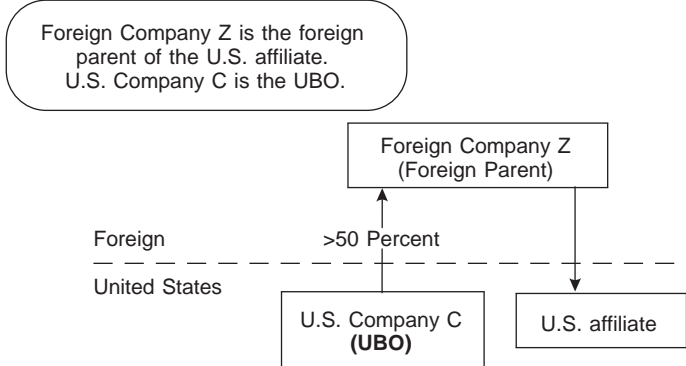 Foreign Company Z is the foreign
parent of the U.S. affiliate.
U.S. Company C is the UBO.
Foreign Company Z
(Foreign Parent)
Foreign
>50 Percent
United States
U.S. Company C
(UBO)
U.S. affiliate